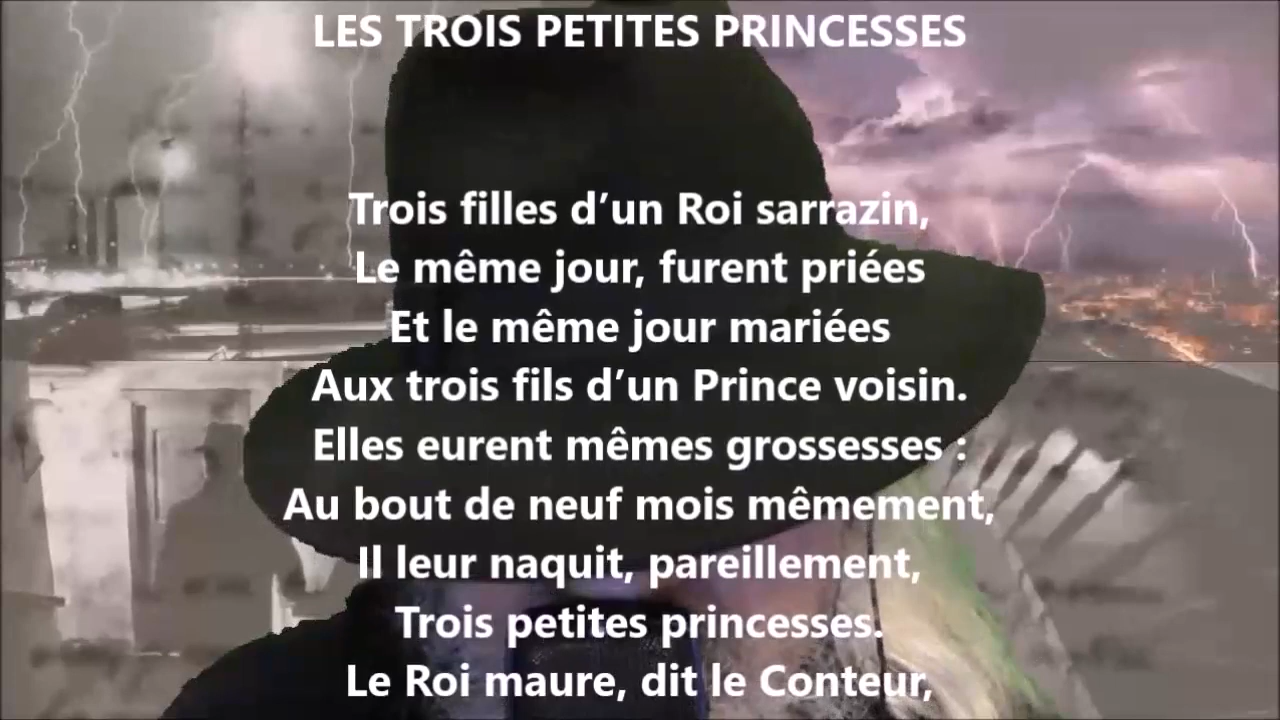 LES TROIS PETITES PRINCESSES
Trois filles d’un Roi sarrazin,
Le même jour, furent priées
Et le même jour mariées
Aux trois fils d’un Prince voisin.
Elles eurent mêmes grossesses :
Au bout de neuf mois mêmement,
Il leur naquit, pareillement,
Trois petites princesses.
Le Roi maure, dit le Conteur,